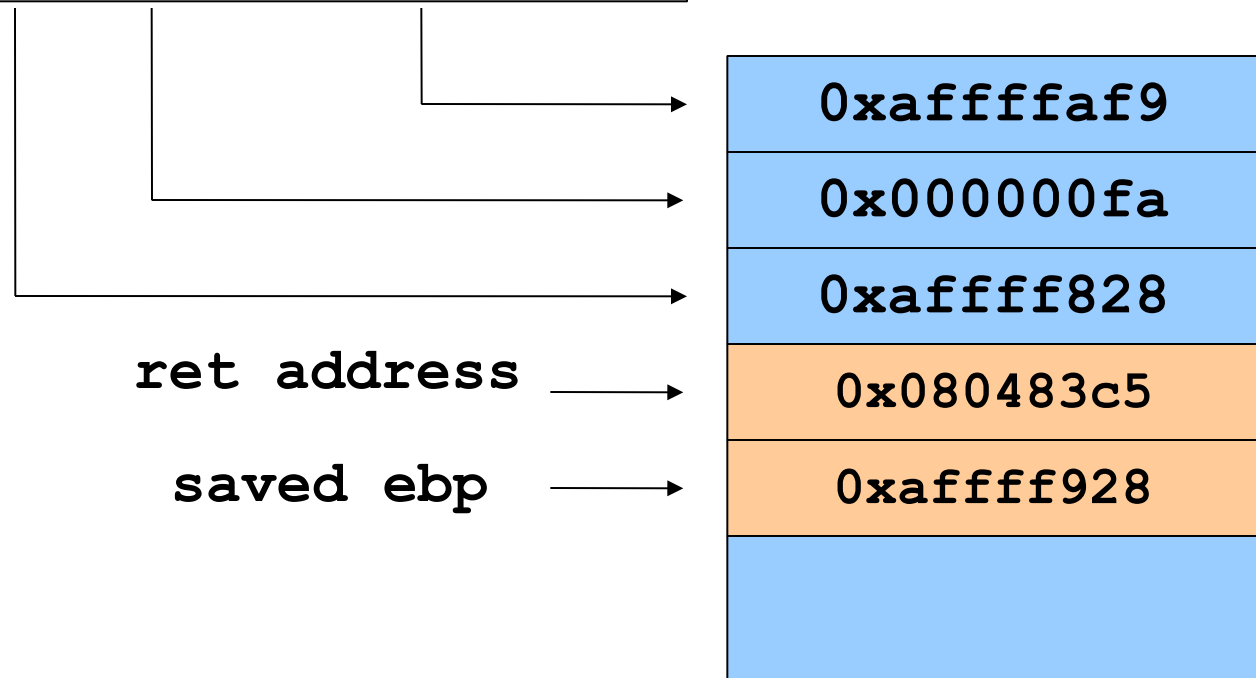 0xaffffaf9
0x000000fa
0xaffff828
ret address
0x080483c5
saved ebp
0xaffff928